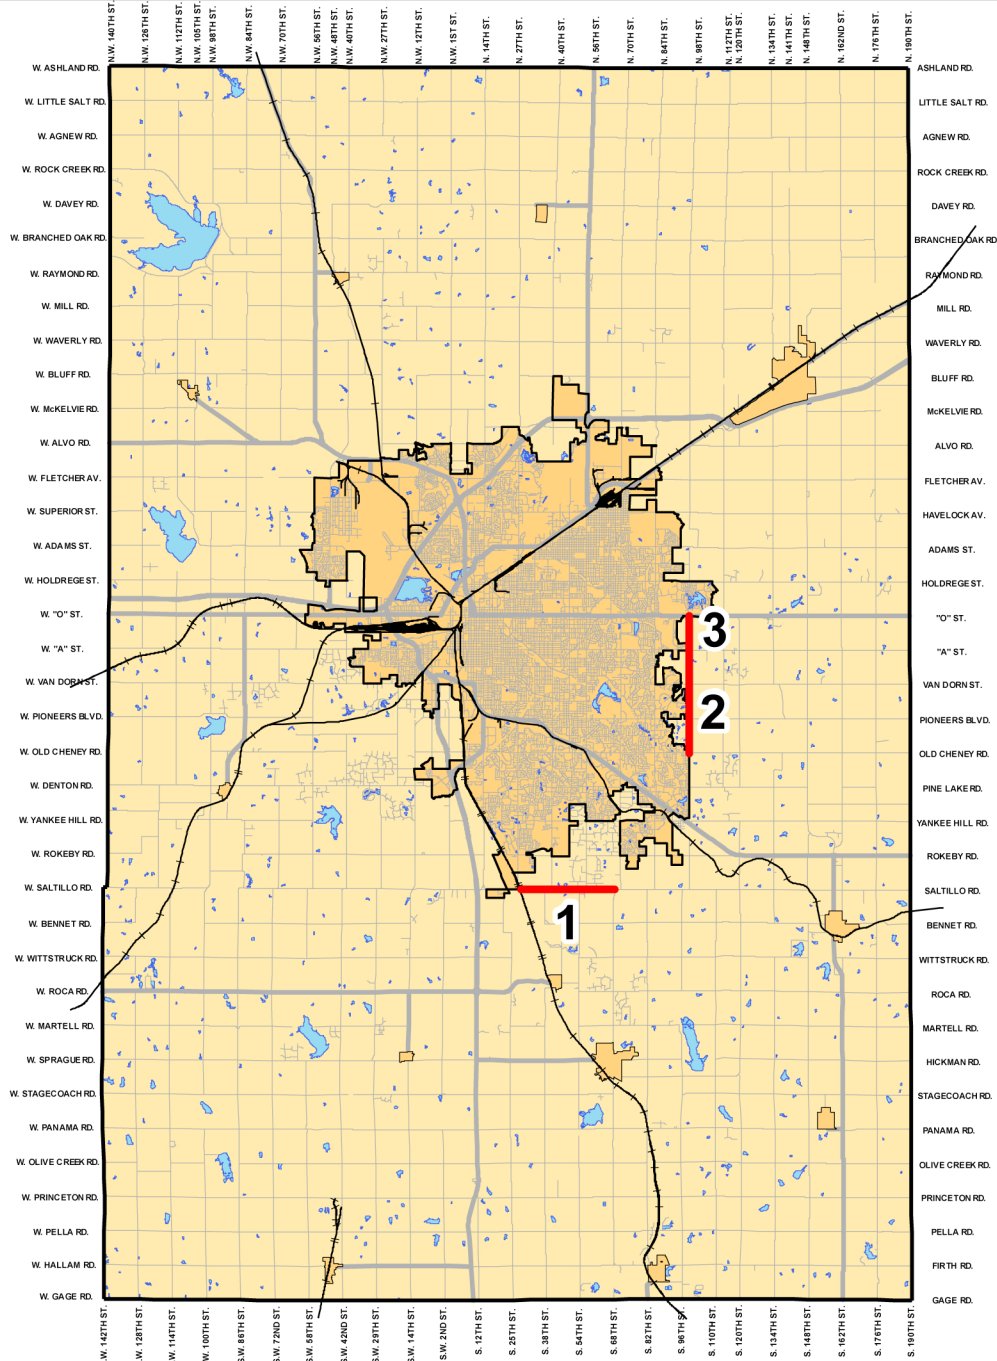 N.W. 140TH ST.
N.W. 126TH ST.
N.W. 112TH ST.
N.W. 105TH ST.
N.W. 98TH ST.
N.W. 84TH ST.
N.W. 70TH ST.
N.W. 56TH ST.
N.W. 48TH ST.
N.W. 40TH ST.
N.W. 27TH ST.
N.W. 12TH ST.
N.W. 1ST ST.
N. 14TH ST.
N. 27TH ST.
N. 40TH ST.
N. 56TH ST.
N. 70TH ST.
N. 84TH ST.
N. 98TH ST.
N. 112TH ST.
N. 120TH ST.
N. 134TH ST.
N. 141TH ST.
N. 148TH ST.
N. 162ND ST.
N. 176TH ST.
N. 190TH ST.
W. ASHLAND RD.
W. LITTLE SALT RD.
W. AGNEW RD.
W. ROCK CREEK RD.
W. DAVEY RD.
W. BRANCHED OAK RD.
W. RAYMOND RD.
W. MILL RD.
W. WAVERLY RD.
W. BLUFF RD.
W. McKELVIE RD.
W. ALVO RD.
W. FLETCHER AV.
W. SUPERIOR ST.
W. ADAMS ST.
W. HOLDREGE ST.
W. "O" ST.
W. "A" ST.
W. VAN DORN ST.
W. PIONEERS BLVD.
W. OLD CHENEY RD.
W. DENTON RD.
W. YANKEE HILL RD.
W. ROKEBY RD.
W. SALTILLO RD.
W. BENNET RD.
W. WITTSTRUCK RD.
W. ROCA RD.
W. MARTELL RD.
W. SPRAGUE RD.
W. STAGECOACH RD.
W. PANAMA RD.
W. OLIVE CREEK RD.
W. PRINCETON RD.
W. PELLA RD.
W. HALLAM RD.
W. GAGE RD.
3
2
1
ASHLAND RD.
LITTLE SALT RD.
AGNEW RD.
ROCK CREEK RD.
DAVEY RD.
BRANCHED OAK RD
RAYMOND RD.
MILL RD.
WAVERLY RD.
BLUFF RD.
McKELVIE RD.
ALVO RD.
FLETCHER AV.
HAVELOCK AV.
ADAMS ST.
HOLDREGE ST.
"O" ST.
"A" ST.
VAN DORN ST.
PIONEERS BLVD.
OLD CHENEY RD.
PINE LAKE RD.
YANKEE HILL RD.
ROKEBY RD.
SALTILLO RD.
BENNET RD.
WITTSTRUCK RD.
ROCA RD.
MARTELL RD.
HICKMAN RD.
STAGECOACH RD.
PANAMA RD.
OLIVE CREEK RD.
PRINCETON RD.
PELLA RD.
FIRTH RD.
GAGE RD.
.W. 142TH ST.
.W. 128TH ST.
S.W. 114TH ST.
S.W. 100TH ST.
S.W. 86TH ST.
S.W. 72ND ST.
S.W. 58TH ST.
S.W. 42ND ST.
S.W. 29TH ST.
S.W. 14TH ST.
S.W. 2ND ST.
S. 12TH ST.
S. 25TH ST.
S. 38TH ST.
S. 54TH ST.
S. 68TH ST.
S. 82TH ST.
S. 96TH ST.
S. 110TH ST.
S. 120TH ST.
S. 134TH ST.
S. 148TH ST.
S. 162TH ST.
S. 176TH ST.
S. 190TH ST.